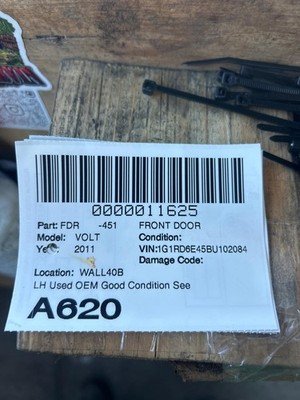 0000011625
Part: FDR -451 FRONT DOOR
Model: VOLT Condition:
2011 VIN:1G1RD6E45BU102084
Damage Code:
Location: WALL40B
LH Used OEM Good Condition See
A620